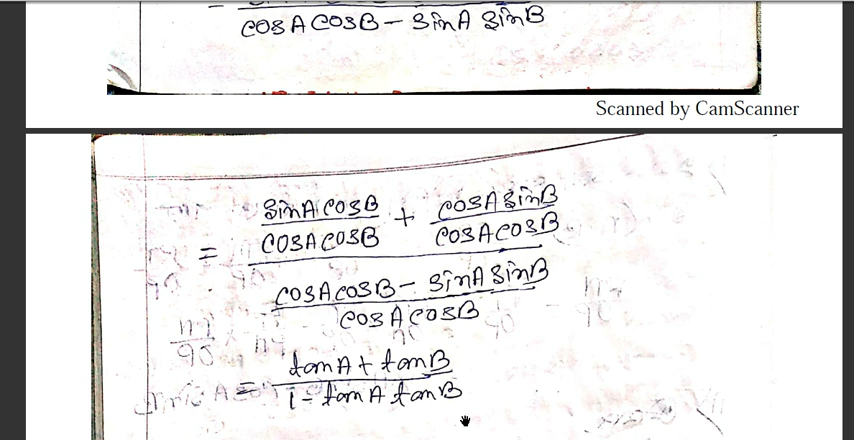 cosA cosB - sinA sinB
Scanned by CamScanner
= (sinA cosB / cosA cosB + cosA sinB / cosA cosB) / (cosA cosB - sinA sinB / cosA cosB)
= tanA + tanB / 1 - tanA tanB